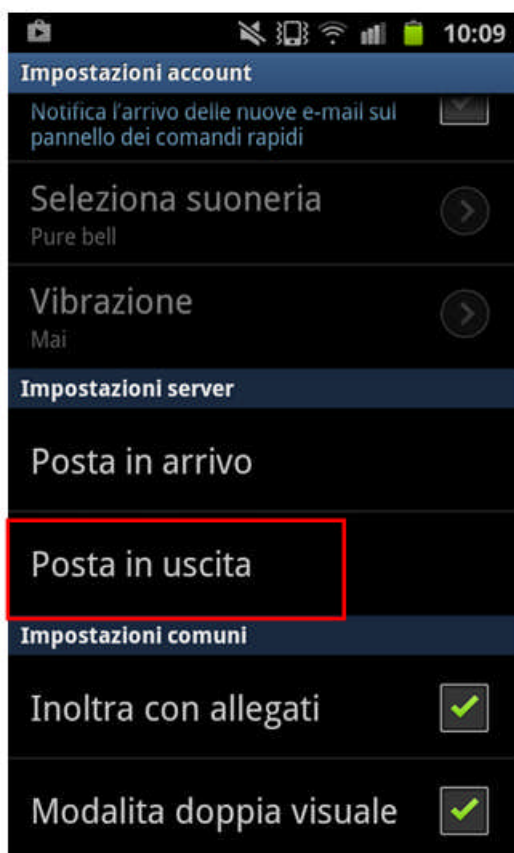 10:09
Impostazioni account
Notifica l'arrivo delle nuove e-mail sul
pannello dei comandi rapidi
Seleziona suoneria
Pure bell
Vibrazione
Mai
Impostazioni server
Posta in arrivo
Posta in uscita
Impostazioni comuni
Inoltra con allegati
Modalita doppia visuale